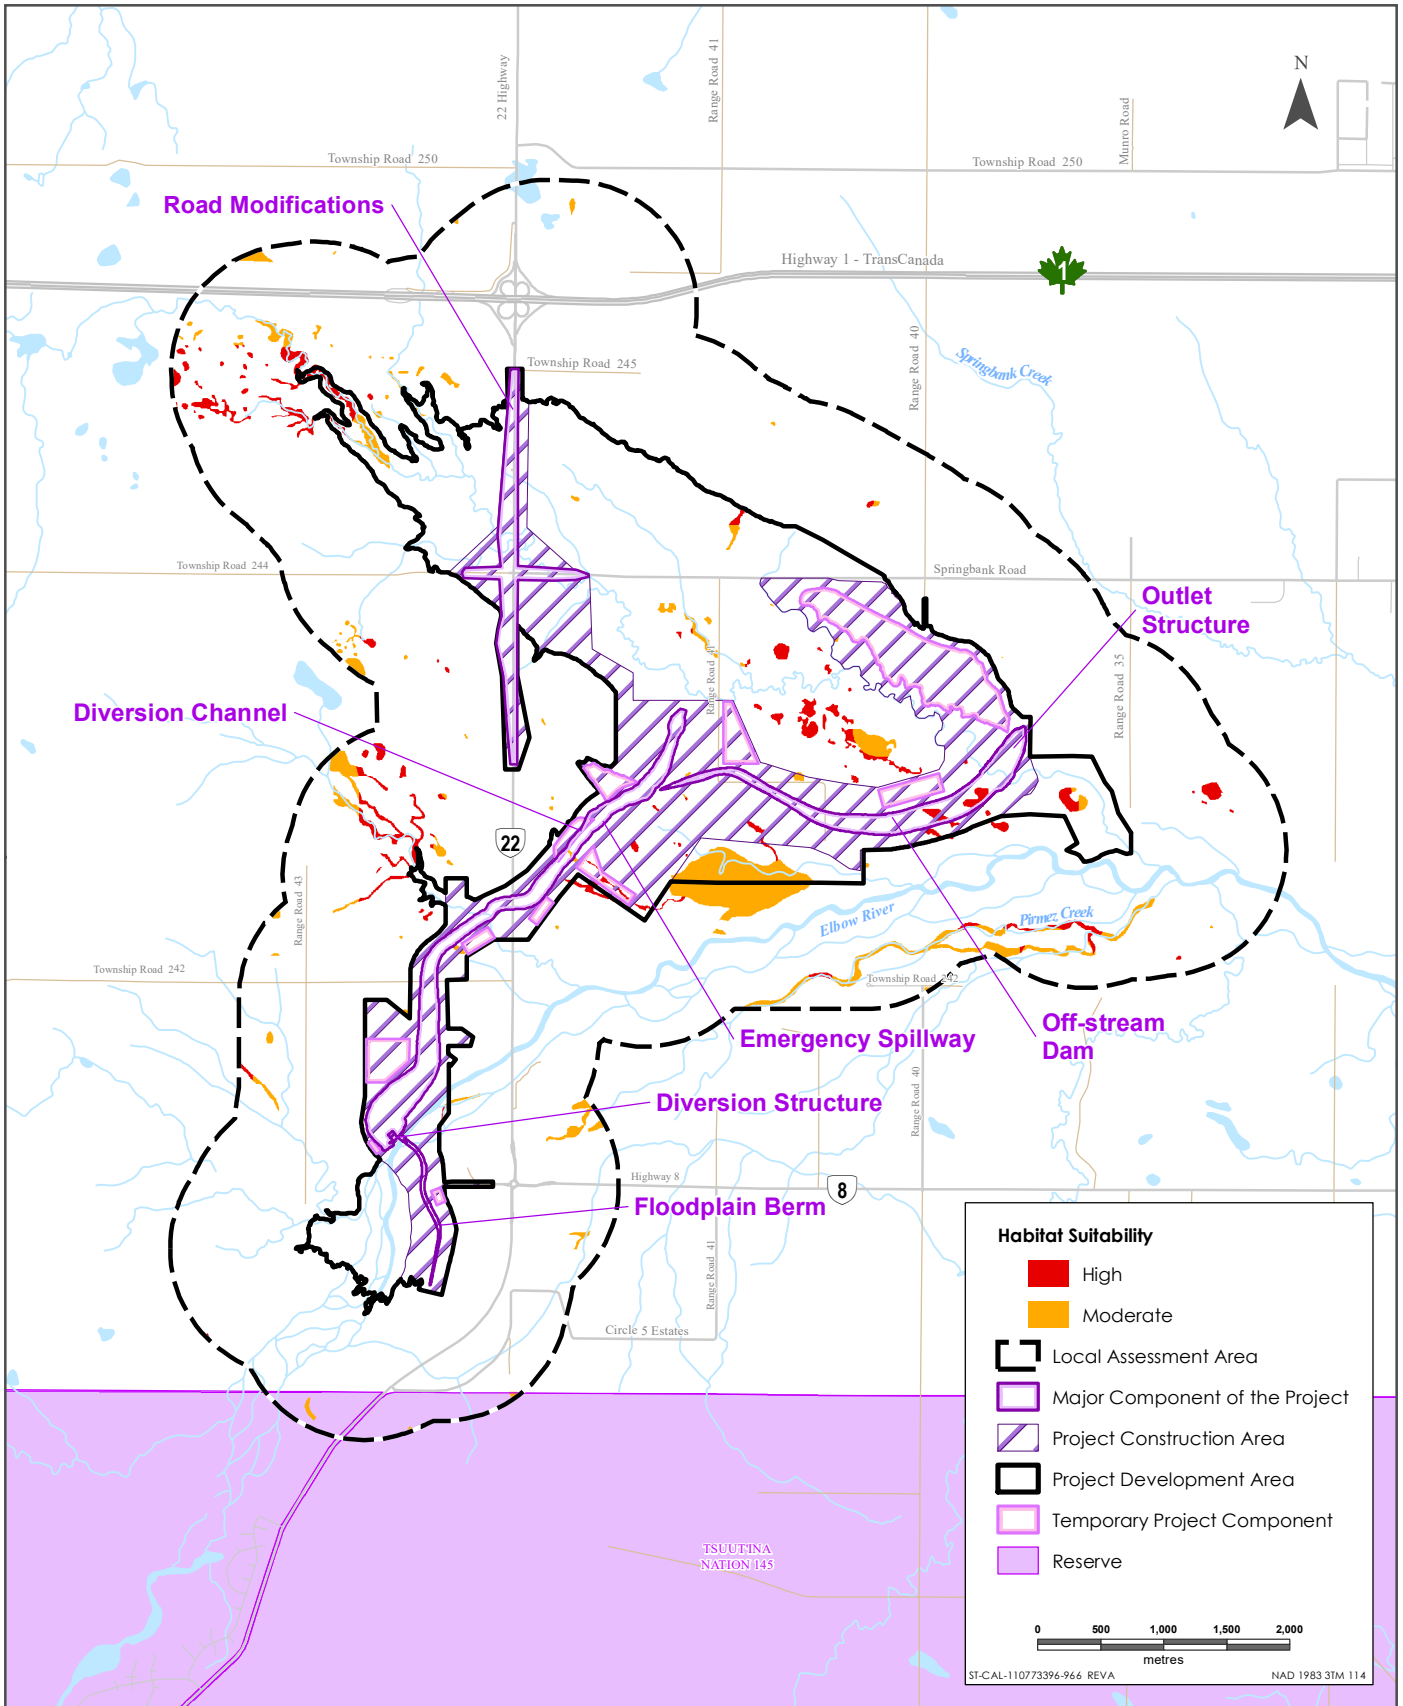 22 Highway
Range Road 41
Munro Road
N
Township Road 250
Township Road 250
Road Modifications
Highway 1 - TransCanada
1
Township Road 245
Range Road 40
Springbank Creek
Township Road 244
Springbank Road
Outlet
Structure
Range Road 41
Range Road 35
Diversion Channel
22
Range Road 43
Elbow River
Pirmez Creek
Township Road 242
Township Road 242
Emergency Spillway
Off-stream
Dam
Range Road 40
Diversion Structure
Highway 8
8
Floodplain Berm
Range Road 41
Circle 5 Estates
TSUUT'INA
NATION 145
Habitat Suitability
High
Moderate
Local Assessment Area
Major Component of the Project
Project Construction Area
Project Development Area
Temporary Project Component
Reserve
0 500 1,000 1,500 2,000
metres
ST-CAL-110773396-966 REVA
NAD 1983 3TM 114